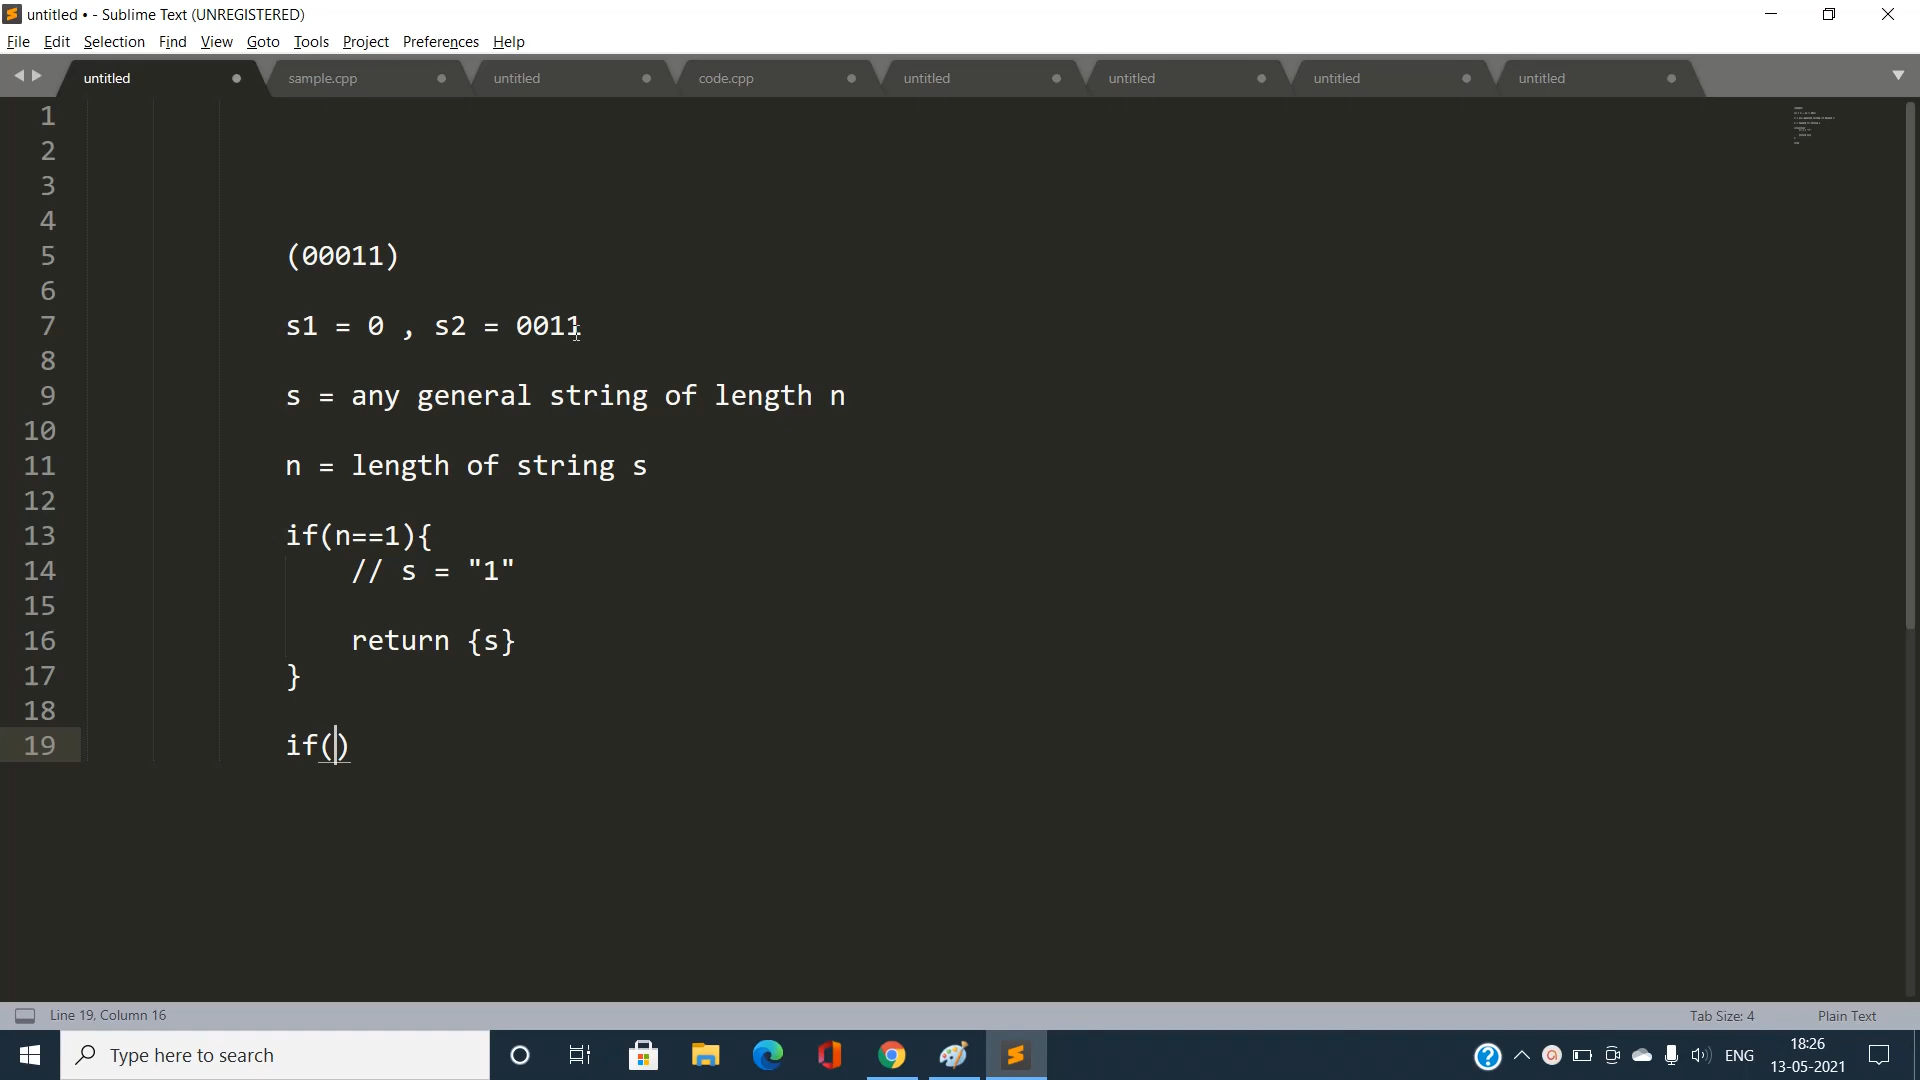 untitled • - Sublime Text (UNREGISTERED)
File Edit Selection Find View Goto Tools Project Preferences Help
untitled sample.cpp untitled code.cpp untitled untitled untitled untitled
1
2
3
4
5 (00011)
6
7 s1 = 0 , s2 = 0011
8
9 s = any general string of length n
10
11 n = length of string s
12
13 if(n==1){
14 // s = "1"
15
16 return {s}
17 }
18
19 if()
Line 19, Column 16 Tab Size: 4 Plain Text
Type here to search ENG 18:26
13-05-2021